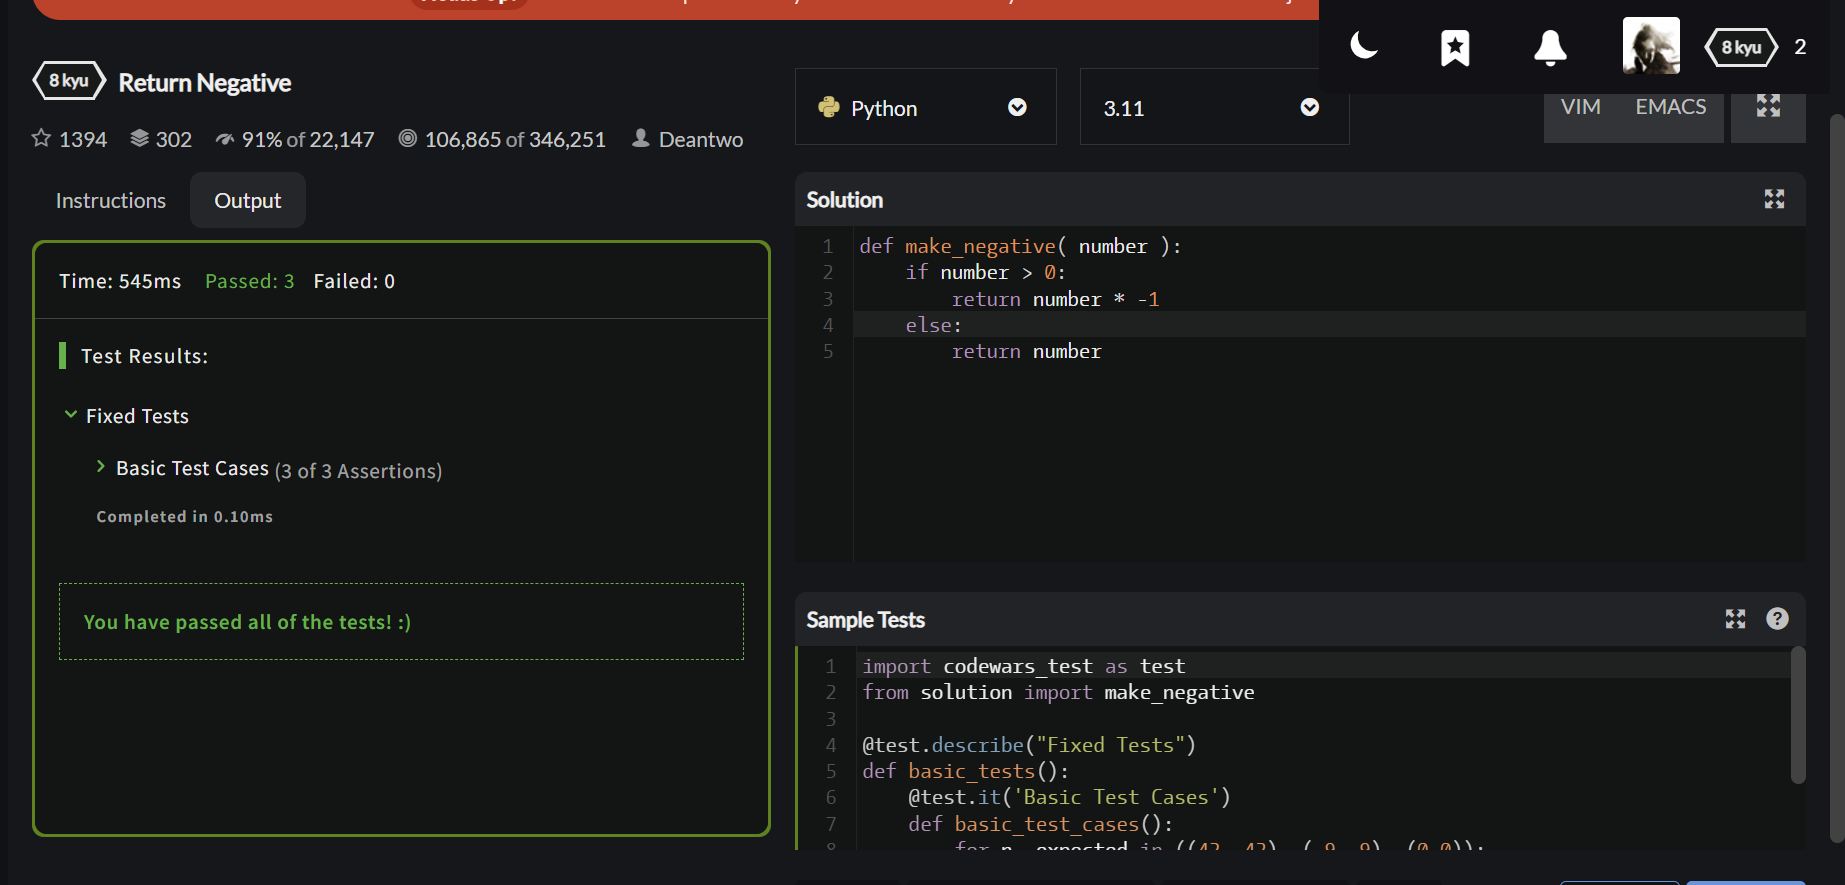 8 kyu 2
8 kyu Return Negative
1394 302 91% of 22,147 106,865 of 346,251 Deantwo
Instructions Output
Time: 545ms Passed: 3 Failed: 0
Test Results:
Fixed Tests
Basic Test Cases (3 of 3 Assertions)
Completed in 0.10ms
You have passed all of the tests! :)
Python 3.11 VIM EMACS
Solution
1 def make_negative( number ):
2     if number > 0:
3         return number * -1
4     else:
5         return number
Sample Tests
?
1 import codewars_test as test
2 from solution import make_negative
3
4 @test.describe("Fixed Tests")
5 def basic_tests():
6     @test.it('Basic Test Cases')
7     def basic_test_cases():
8         for n, expected in